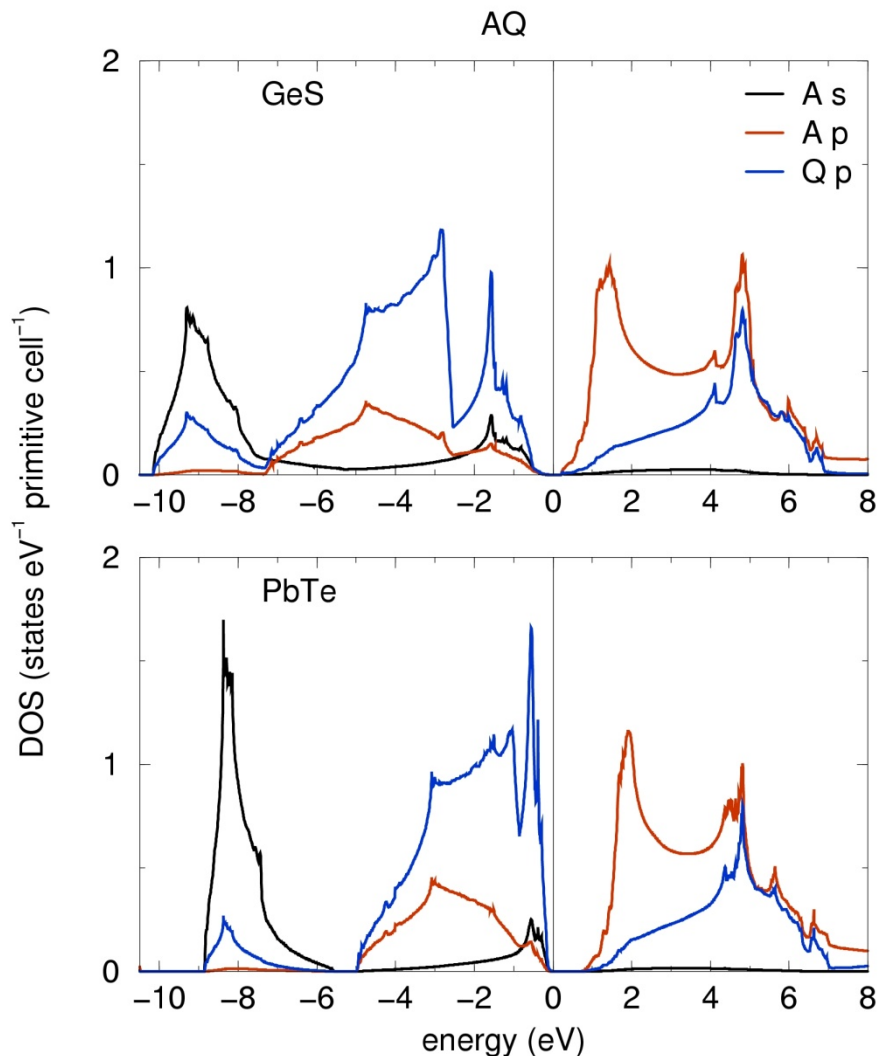 AQ
DOS (states eV⁻¹ primitive cell⁻¹)
2
GeS
A s
A p
Q p
1
0
−10 −8 −6 −4 −2 0 2 4 6 8
2
PbTe
1
0
−10 −8 −6 −4 −2 0 2 4 6 8
energy (eV)